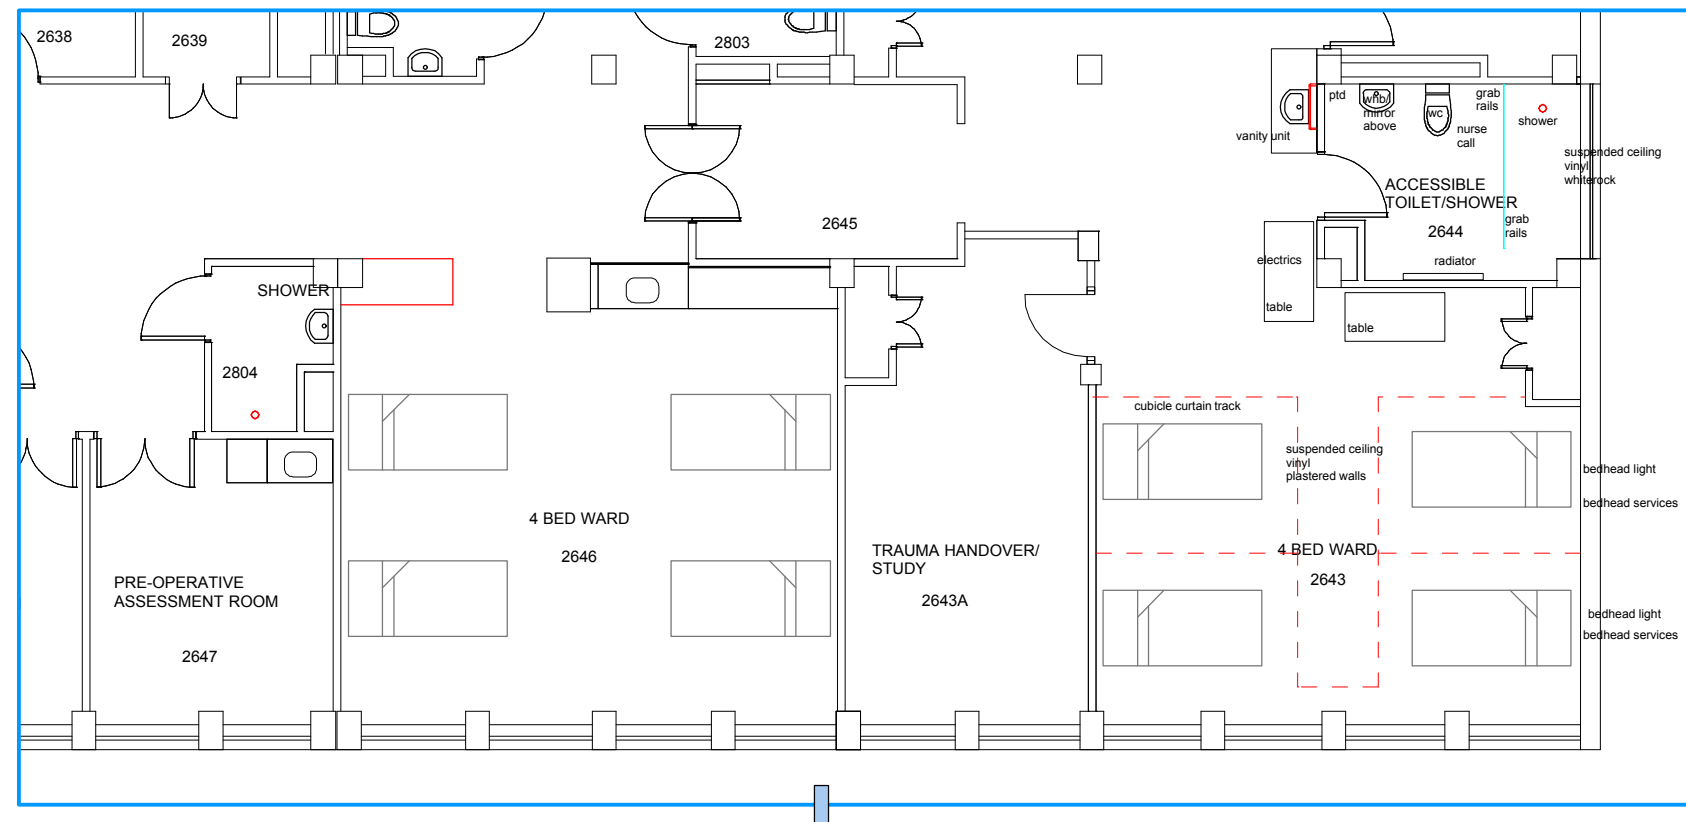 2638
2639
2803
ptd
whb/
mirror
above
wc
grab
rails
nurse
call
shower
vanity unit
suspended ceiling
vinyl
whiterock
ACCESSIBLE
TOILET/SHOWER
2644
grab
rails
2645
electrics
radiator
SHOWER
table
table
2804
cubicle curtain track
suspended ceiling
vinyl
plastered walls
bedhead light
bedhead services
4 BED WARD
2646
TRAUMA HANDOVER/
STUDY
2643A
4 BED WARD
2643
PRE-OPERATIVE
ASSESSMENT ROOM
2647
bedhead light
bedhead services